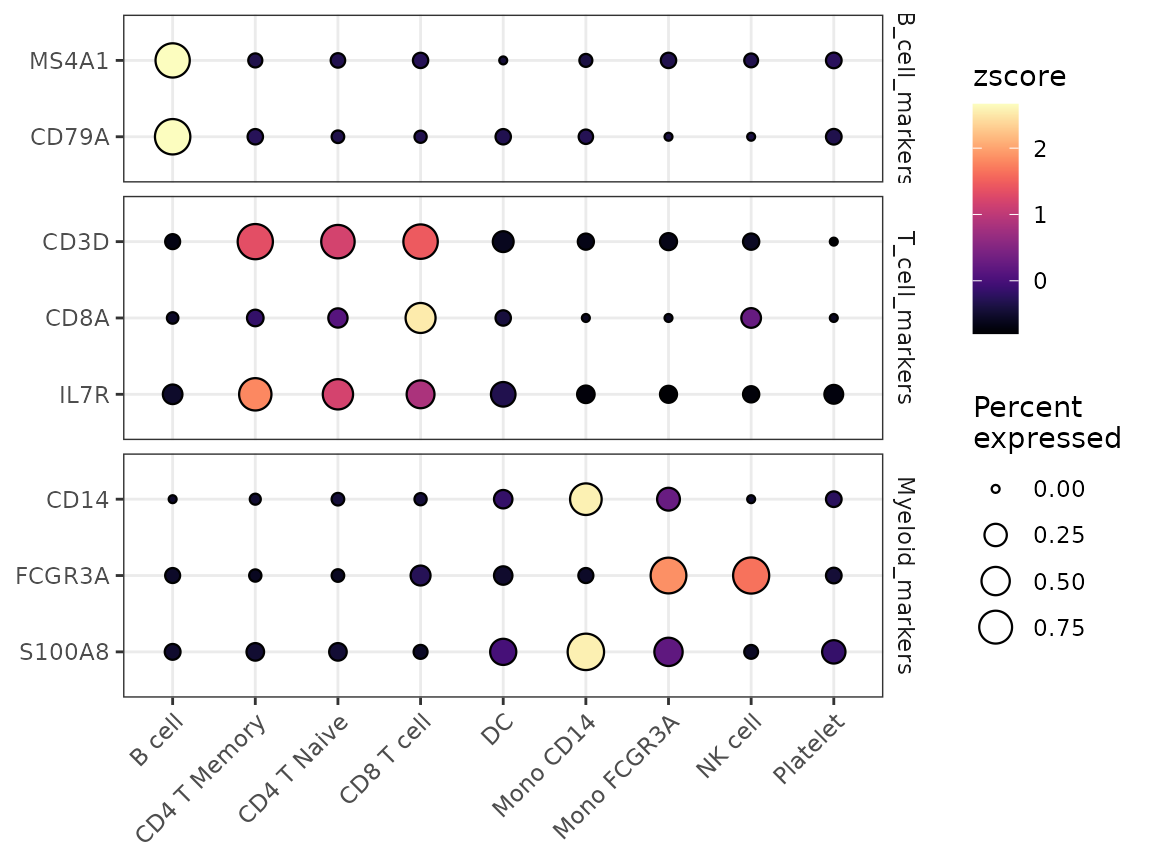 MS4A1
CD79A
B_cell_markers
CD3D
CD8A
IL7R
T_cell_markers
CD14
FCGR3A
S100A8
Myeloid_markers
B cell
CD4 T Memory
CD4 T Naive
CD8 T cell
DC
Mono CD14
Mono FCGR3A
NK cell
Platelet
zscore
2
1
0
Percent
expressed
0.00
0.25
0.50
0.75